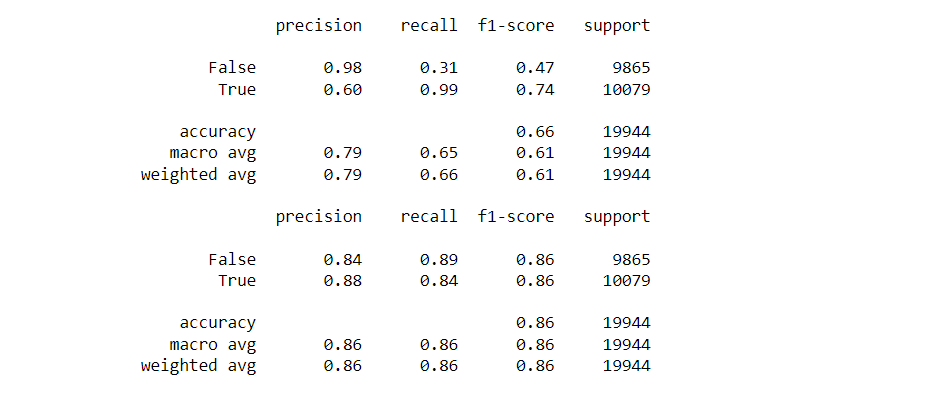 precision recall f1-score support
False 0.98 0.31 0.47 9865
True 0.60 0.99 0.74 10079
accuracy 0.66 19944
macro avg 0.79 0.65 0.61 19944
weighted avg 0.79 0.66 0.61 19944
precision recall f1-score support
False 0.84 0.89 0.86 9865
True 0.88 0.84 0.86 10079
accuracy 0.86 19944
macro avg 0.86 0.86 0.86 19944
weighted avg 0.86 0.86 0.86 19944